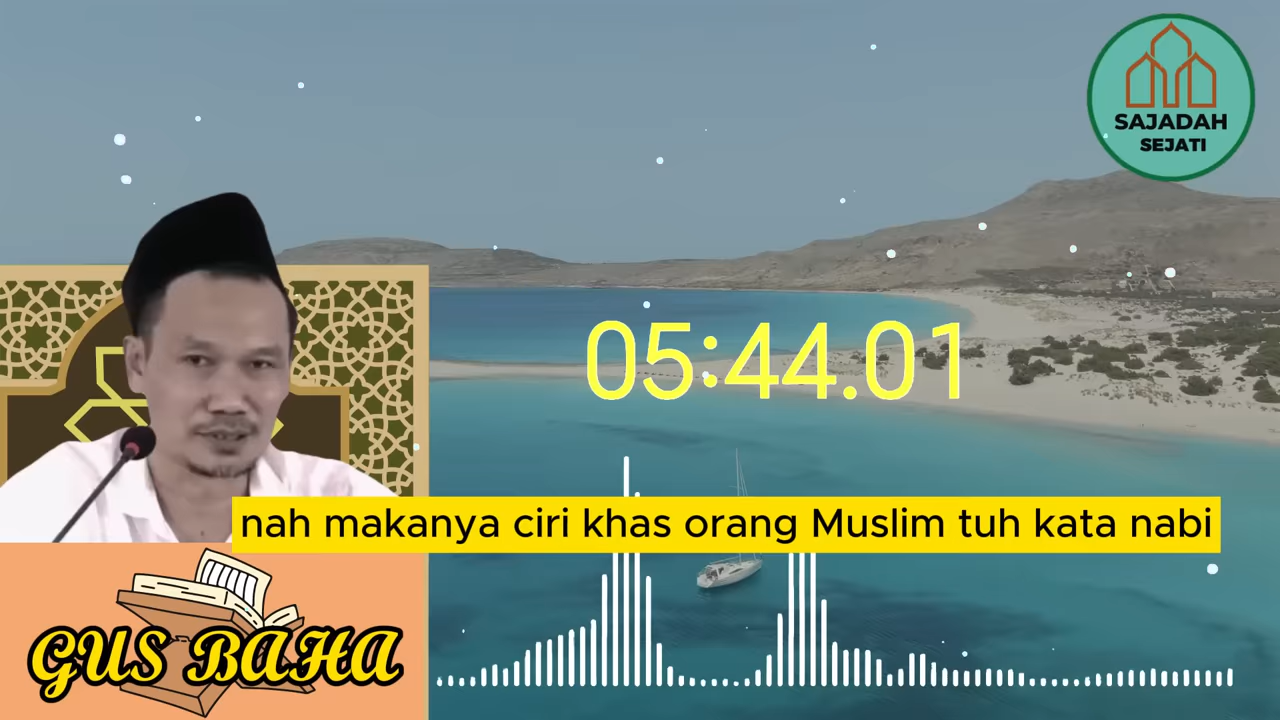 SAJADAH
SEJATI
05:44.01
nah makanya ciri khas orang Muslim tuh kata nabi
GUS BAHA